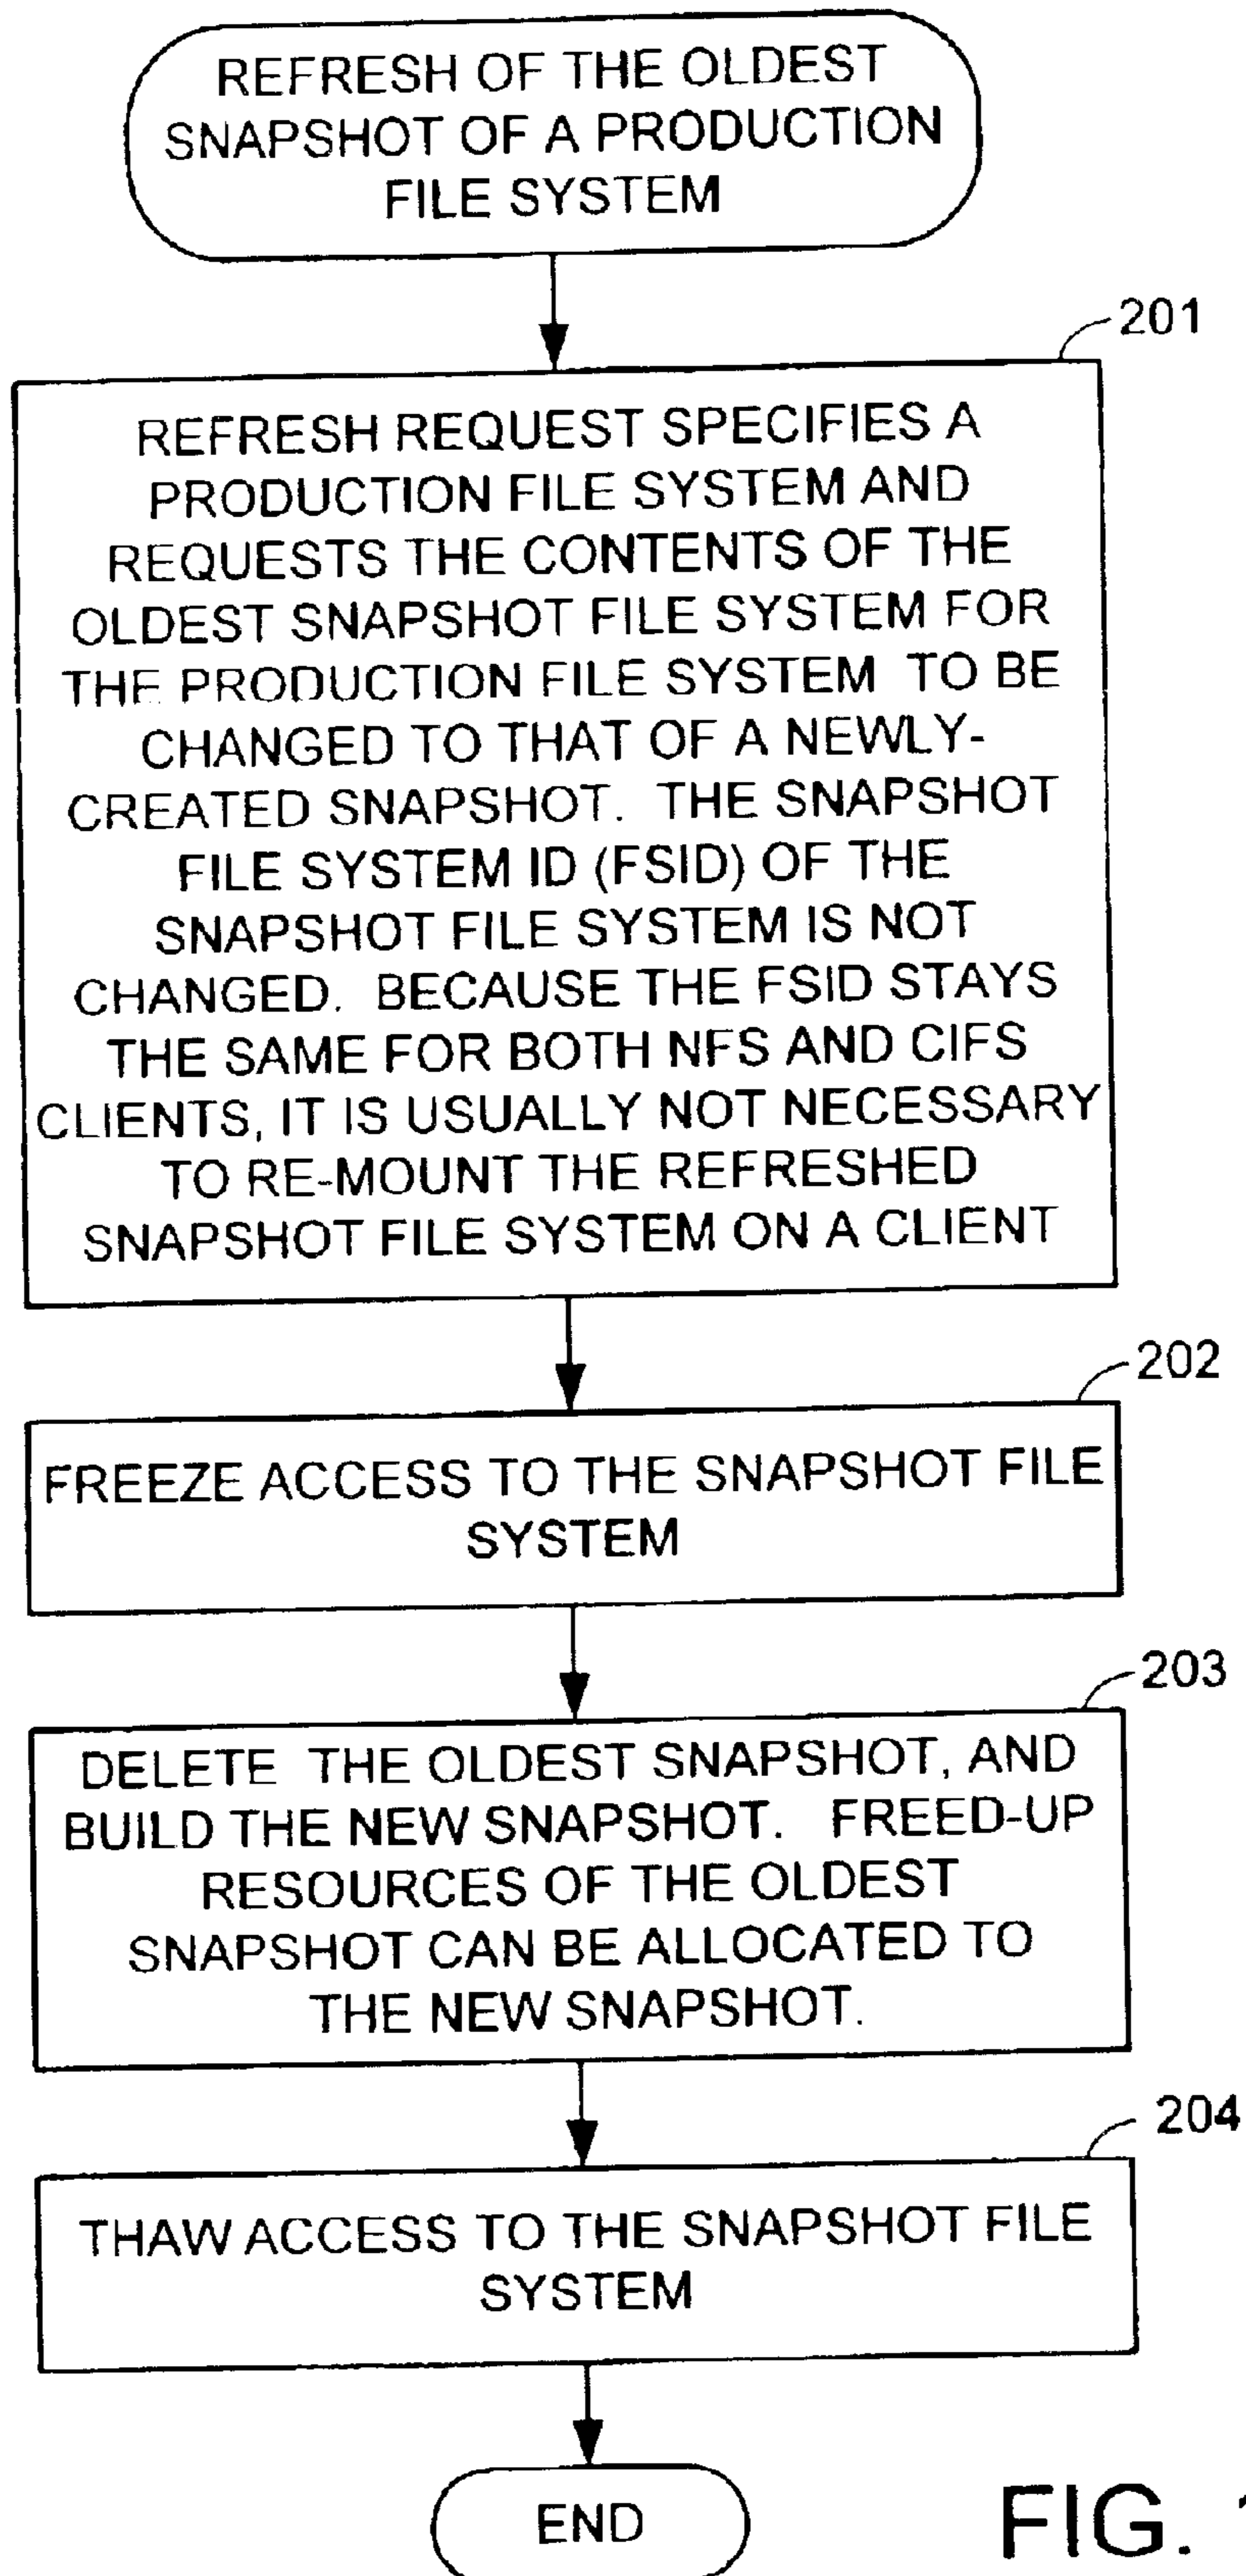 REFRESH OF THE OLDEST
SNAPSHOT OF A PRODUCTION
FILE SYSTEM
201
REFRESH REQUEST SPECIFIES A
PRODUCTION FILE SYSTEM AND
REQUESTS THE CONTENTS OF THE
OLDEST SNAPSHOT FILE SYSTEM FOR
THE PRODUCTION FILE SYSTEM TO BE
CHANGED TO THAT OF A NEWLY-
CREATED SNAPSHOT. THE SNAPSHOT
FILE SYSTEM ID (FSID) OF THE
SNAPSHOT FILE SYSTEM IS NOT
CHANGED. BECAUSE THE FSID STAYS
THE SAME FOR BOTH NFS AND CIFS
CLIENTS, IT IS USUALLY NOT NECESSARY
TO RE-MOUNT THE REFRESHED
SNAPSHOT FILE SYSTEM ON A CLIENT
202
FREEZE ACCESS TO THE SNAPSHOT FILE
SYSTEM
203
DELETE THE OLDEST SNAPSHOT, AND
BUILD THE NEW SNAPSHOT. FREED-UP
RESOURCES OF THE OLDEST
SNAPSHOT CAN BE ALLOCATED TO
THE NEW SNAPSHOT.
204
THAW ACCESS TO THE SNAPSHOT FILE
SYSTEM
END
FIG.